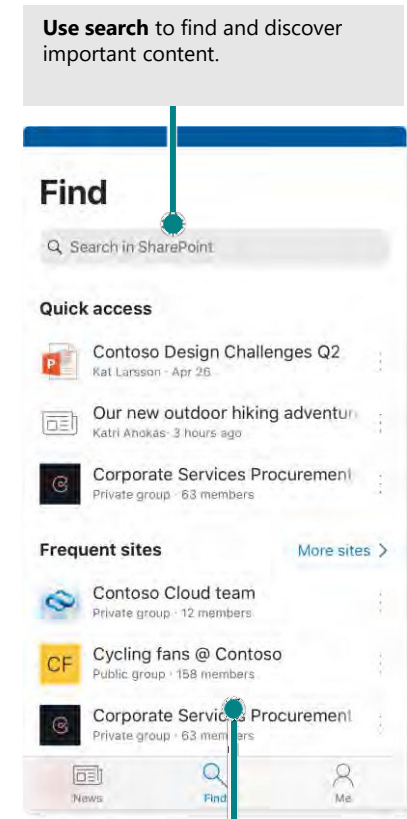 Use search to find and discover
important content.
Find
Search in SharePoint
Quick access
Contoso Design Challenges Q2
Kat Larsson · Apr 26
Our new outdoor hiking adventur
Katri Ahokas · 3 hours ago
Corporate Services Procurement
Private group · 63 members
Frequent sites
More sites >
Contoso Cloud team
Private group · 12 members
CF
Cycling fans @ Contoso
Public group · 158 members
Corporate Services Procurement
Private group · 63 members
News
Find
Me